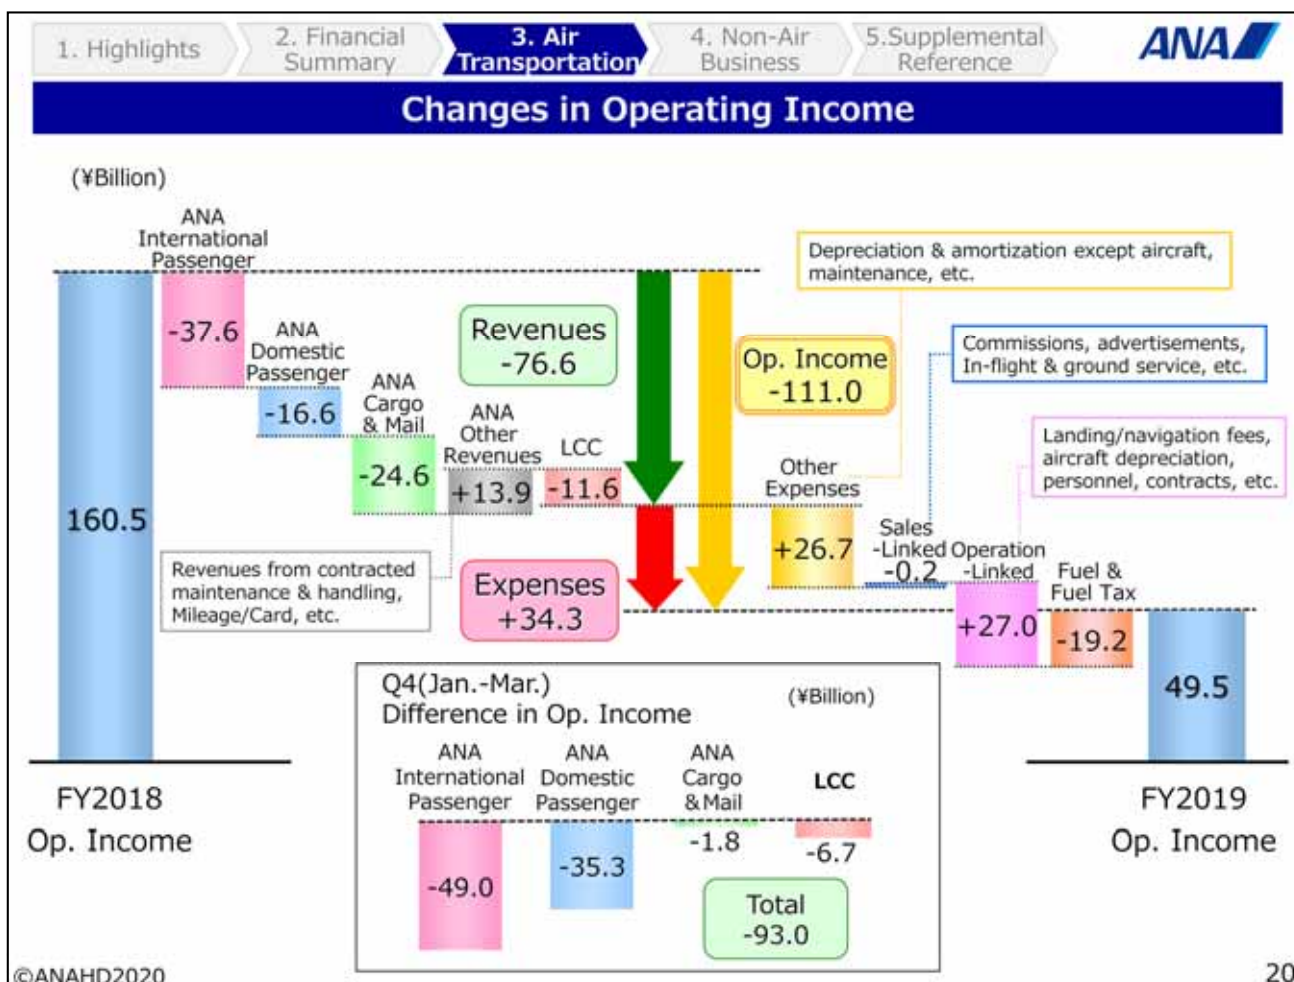 1. Highlights
2. Financial
Summary
3. Air
Transportation
4. Non-Air
Business
5.Supplemental
Reference
ANA
Changes in Operating Income
(¥Billion)
ANA
International
Passenger
-37.6
ANA
Domestic
Passenger
-16.6
ANA
Cargo
& Mail
-24.6
ANA
Other
Revenues
+13.9
LCC
-11.6
160.5
Revenues
-76.6
Op. Income
-111.0
Expenses
+34.3
Depreciation & amortization except aircraft,
maintenance, etc.
Commissions, advertisements,
In-flight & ground service, etc.
Landing/navigation fees,
aircraft depreciation,
personnel, contracts, etc.
Revenues from contracted
maintenance & handling,
Mileage/Card, etc.
Other
Expenses
+26.7
Sales
-Linked
-0.2
Operation
-Linked
+27.0
Fuel &
Fuel Tax
-19.2
49.5
FY2018
Op. Income
FY2019
Op. Income
Q4(Jan.-Mar.)
Difference in Op. Income
(¥Billion)
ANA
International
Passenger
-49.0
ANA
Domestic
Passenger
-35.3
ANA
Cargo
&Mail
-1.8
LCC
-6.7
Total
-93.0
©ANAHD2020
20